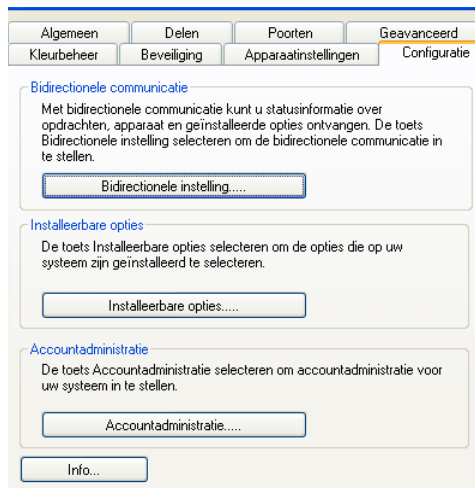 Algemeen Delen Poorten Geavanceerd
Kleurbeheer Beveiliging Apparaatinstellingen Configuratie
Bidirectionele communicatie
Met bidirectionele communicatie kunt u statusinformatie over
opdrachten, apparaat en geïnstalleerde opties ontvangen. De toets
Bidirectionele instelling selecteren om de bidirectionele communicatie in
te stellen.
Bidirectionele instelling.....
Installeerbare opties
De toets Installeerbare opties selecteren om de opties die op uw
systeem zijn geïnstalleerd te selecteren.
Installeerbare opties.....
Accountadministratie
De toets Accountadministratie selecteren om accountadministratie voor
uw systeem in te stellen.
Accountadministratie.....
Info...